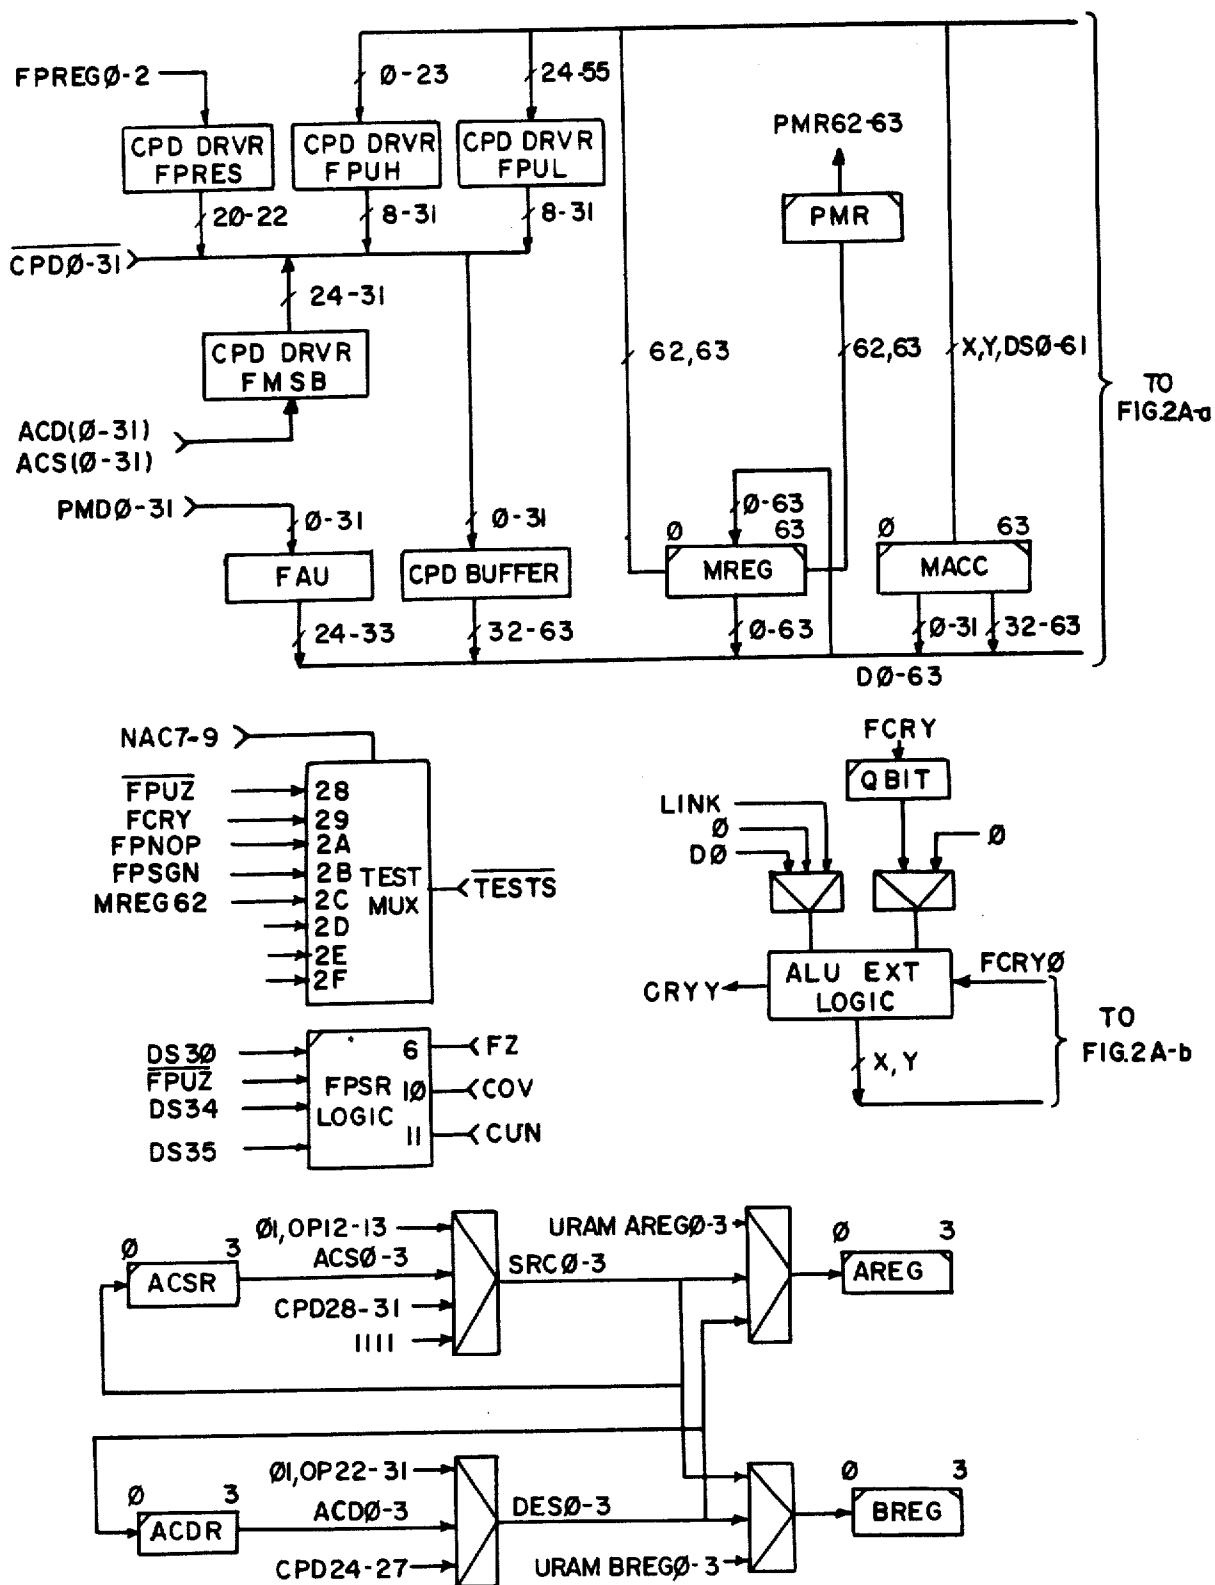 FPREGØ-2
Ø-23
24-55
CPD DRVR
FPRES
CPD DRVR
FPUH
CPD DRVR
FPUL
PMR62-63
PMR
20-22
8-31
8-31
CPDØ-31
24-31
CPD DRVR
FMSB
62,63
62,63
X,Y,DSØ-61
TO
FIG.2A-a
ACD(Ø-31)
ACS(Ø-31)
PMDØ-31
Ø-31
Ø-31
Ø-63
Ø
63
Ø
63
FAU
CPD BUFFER
MREG
MACC
24-33
32-63
Ø-63
Ø-31
32-63
DØ-63
NAC7-9
FPUZ
28
FCRY
29
FPNOP
2A
FPSGN
2B
MREG62
2C
2D
2E
2F
TEST
MUX
TESTS
FCRY
QBIT
LINK
Ø
DØ
Ø
ALU EXT
LOGIC
FCRYØ
CRYY
X,Y
TO
FIG.2A-b
DS30
FPUZ
DS34
DS35
FPSR
LOGIC
6
FZ
10
COV
11
CUN
Ø1,OP12-13
ACSØ-3
CPD28-31
1111
Ø
3
ACSR
SRCØ-3
URAM AREGØ-3
Ø
3
AREG
Ø1,OP22-31
ACDØ-3
CPD24-27
Ø
3
ACDR
DESØ-3
URAM BREGØ-3
Ø
3
BREG